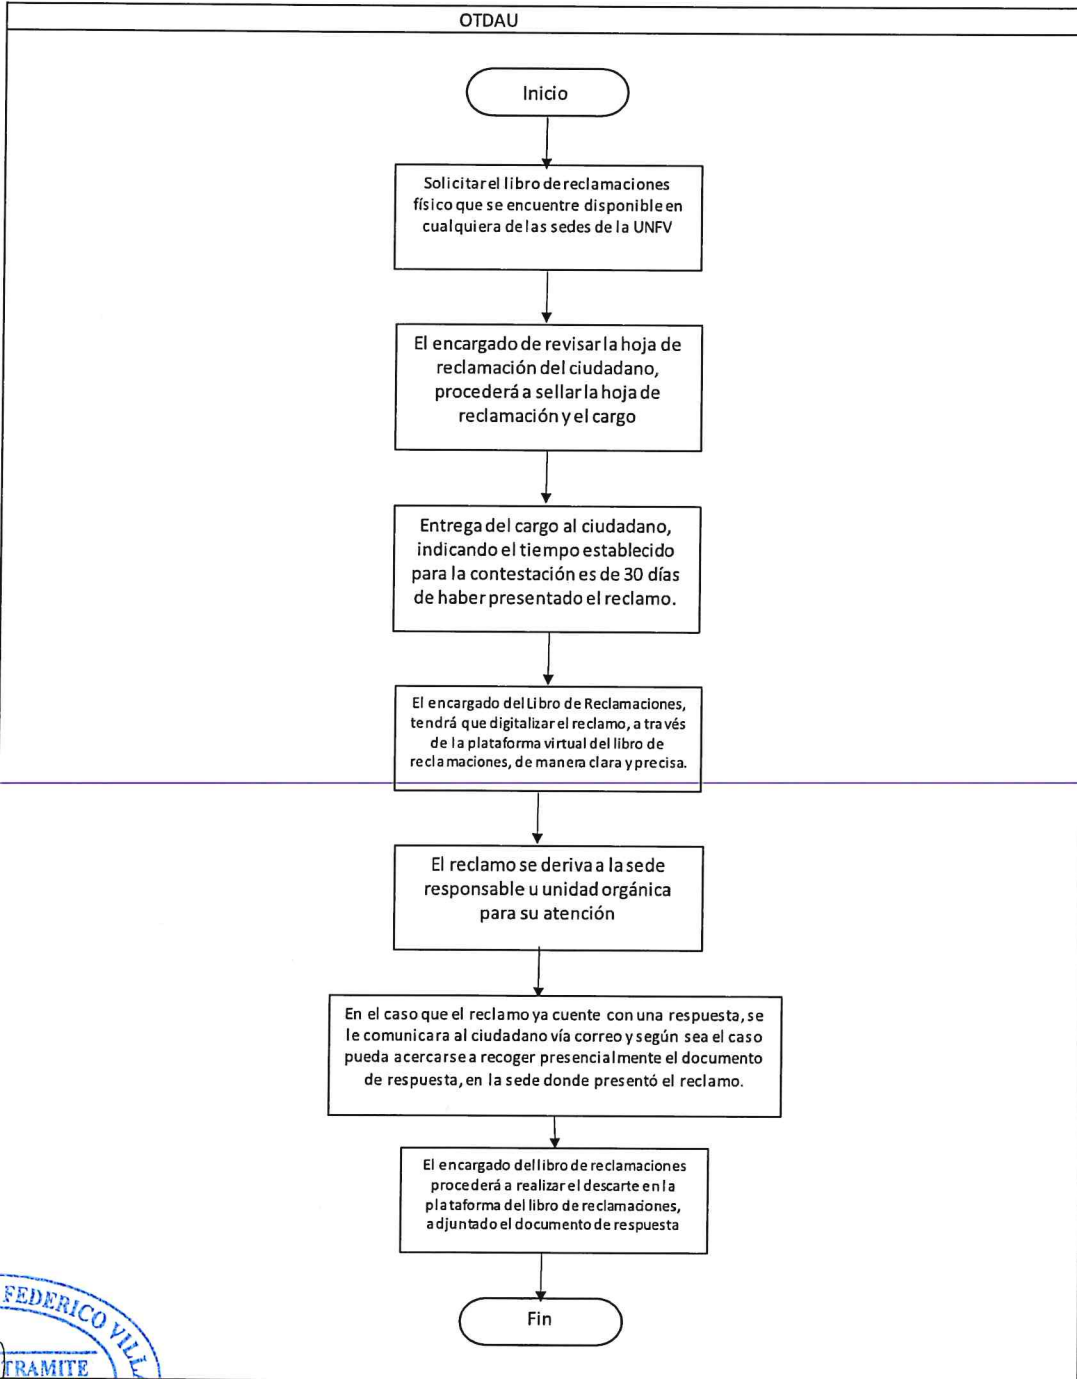 OTDAU
Inicio
Solicitar el libro de reclamaciones
físico que se encuentre disponible en
cualquiera de las sedes de la UNFV
El encargado de revisar la hoja de
reclamación del ciudadano,
procederá a sellar la hoja de
reclamación y el cargo
Entrega del cargo al ciudadano,
indicando el tiempo establecido
para la contestación es de 30 días
de haber presentado el reclamo.
El encargado del Libro de Reclamaciones,
tendrá que digitalizar el reclamo, a través
de la plataforma virtual del libro de
reclamaciones, de manera clara y precisa.
El reclamo se deriva a la sede
responsable u unidad orgánica
para su atención
En el caso que el reclamo ya cuente con una respuesta, se
le comunicara al ciudadano vía correo y según sea el caso
pueda acercarse a recoger presencialmente el documento
de respuesta, en la sede donde presentó el reclamo.
El encargado del libro de reclamaciones
procederá a realizar el descarte en la
plataforma del libro de reclamaciones,
adjuntado el documento de respuesta
Fin
FEDERICO VILLA
TRAMITE